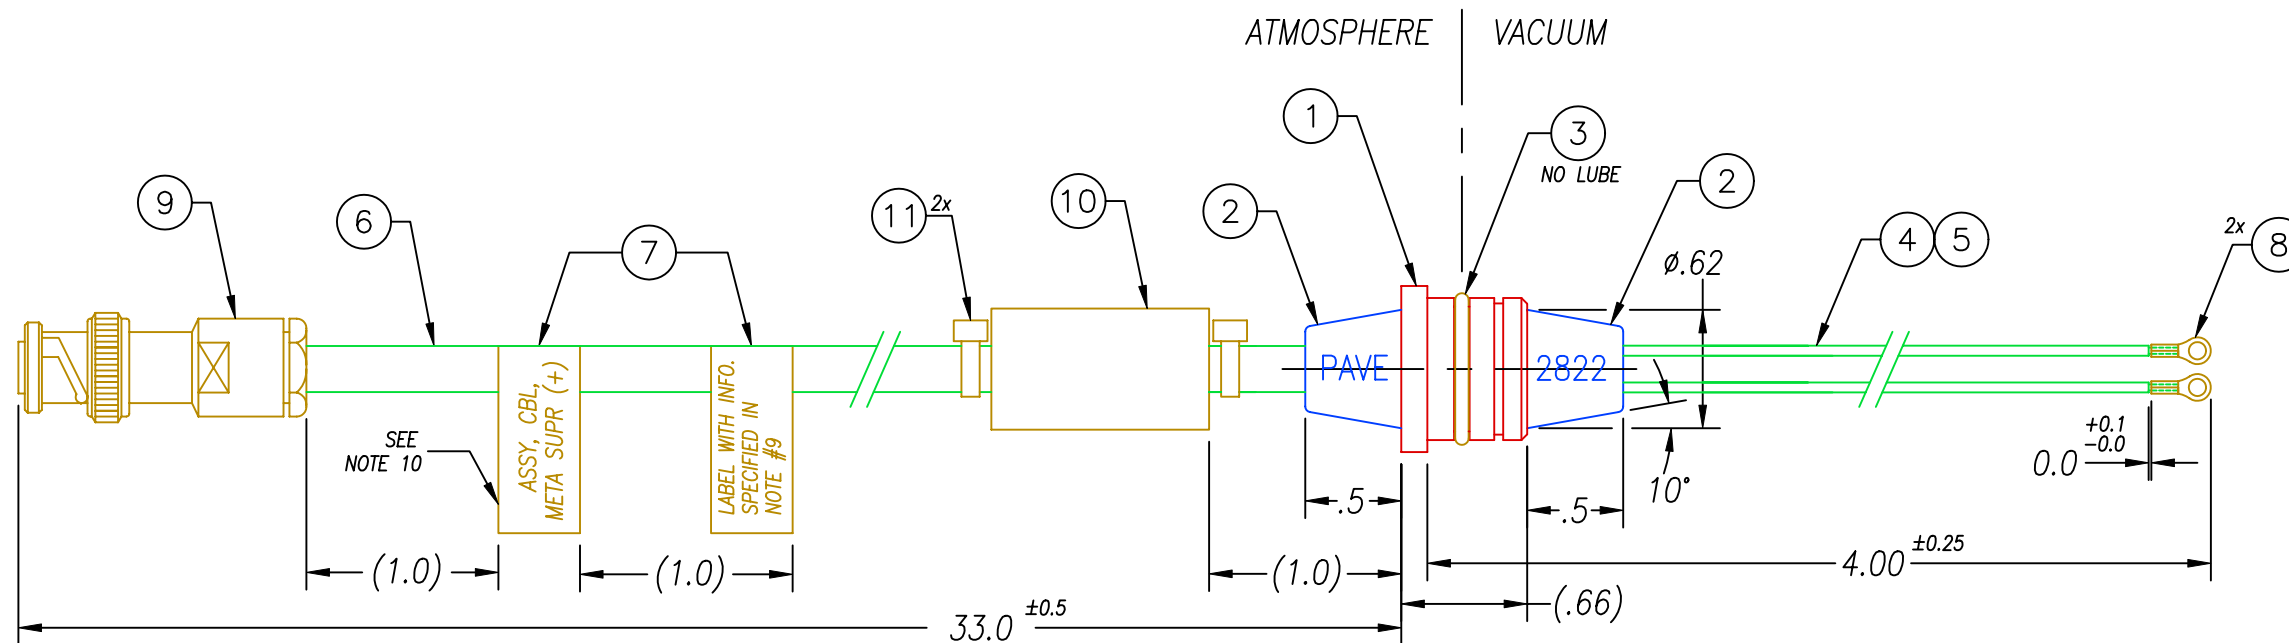 ATMOSPHERE VACUUM
1
3
NO LUBE
9
6
7
11 2x
10
2
2
4 5
2x 8
Ø.62
PAVE
2822
ASSY, CBL,
META SUPR (+)
LABEL WITH INFO.
SPECIFIED IN
NOTE #9
SEE
NOTE 10
+0.1
-0.0
0.0
10°
.5
.5
(1.0)
(1.0)
(1.0)
4.00 ±0.25
(.66)
33.0 ±0.5